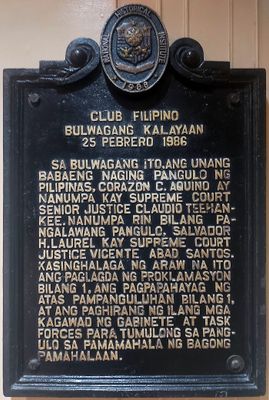 NATIONAL HISTORICAL INSTITUTE
1988
CLUB FILIPINO
BULWAGANG KALAYAAN
25 PEBRERO 1986
SA BULWAGANG ITO, ANG UNANG
BABAENG NAGING PANGULO NG
PILIPINAS, CORAZON C. AQUINO AY
NANUMPA KAY SUPREME COURT
SENIOR JUSTICE CLAUDIO TEEHAN-
KEE. NANUMPA RIN BILANG PA-
NGALAWANG PANGULO, SALVADOR
H. LAUREL KAY SUPREME COURT
JUSTICE VICENTE ABAD SANTOS.
KASINGHALAGA NG ARAW NA ITO
ANG PAGLAGDA NG PROKLAMASYON
BILANG 1, ANG PAGPAPAHAYAG NG
ATAS PAMPANGULUHAN BILANG 1,
AT ANG PAGHIRANG NG ILANG MGA
KAGAWAD NG GABINETE AT TASK
FORCES PARA TUMULONG SA PANG-
ULO SA PAMAMAHALA NG BAGONG
PAMAHALAAN.